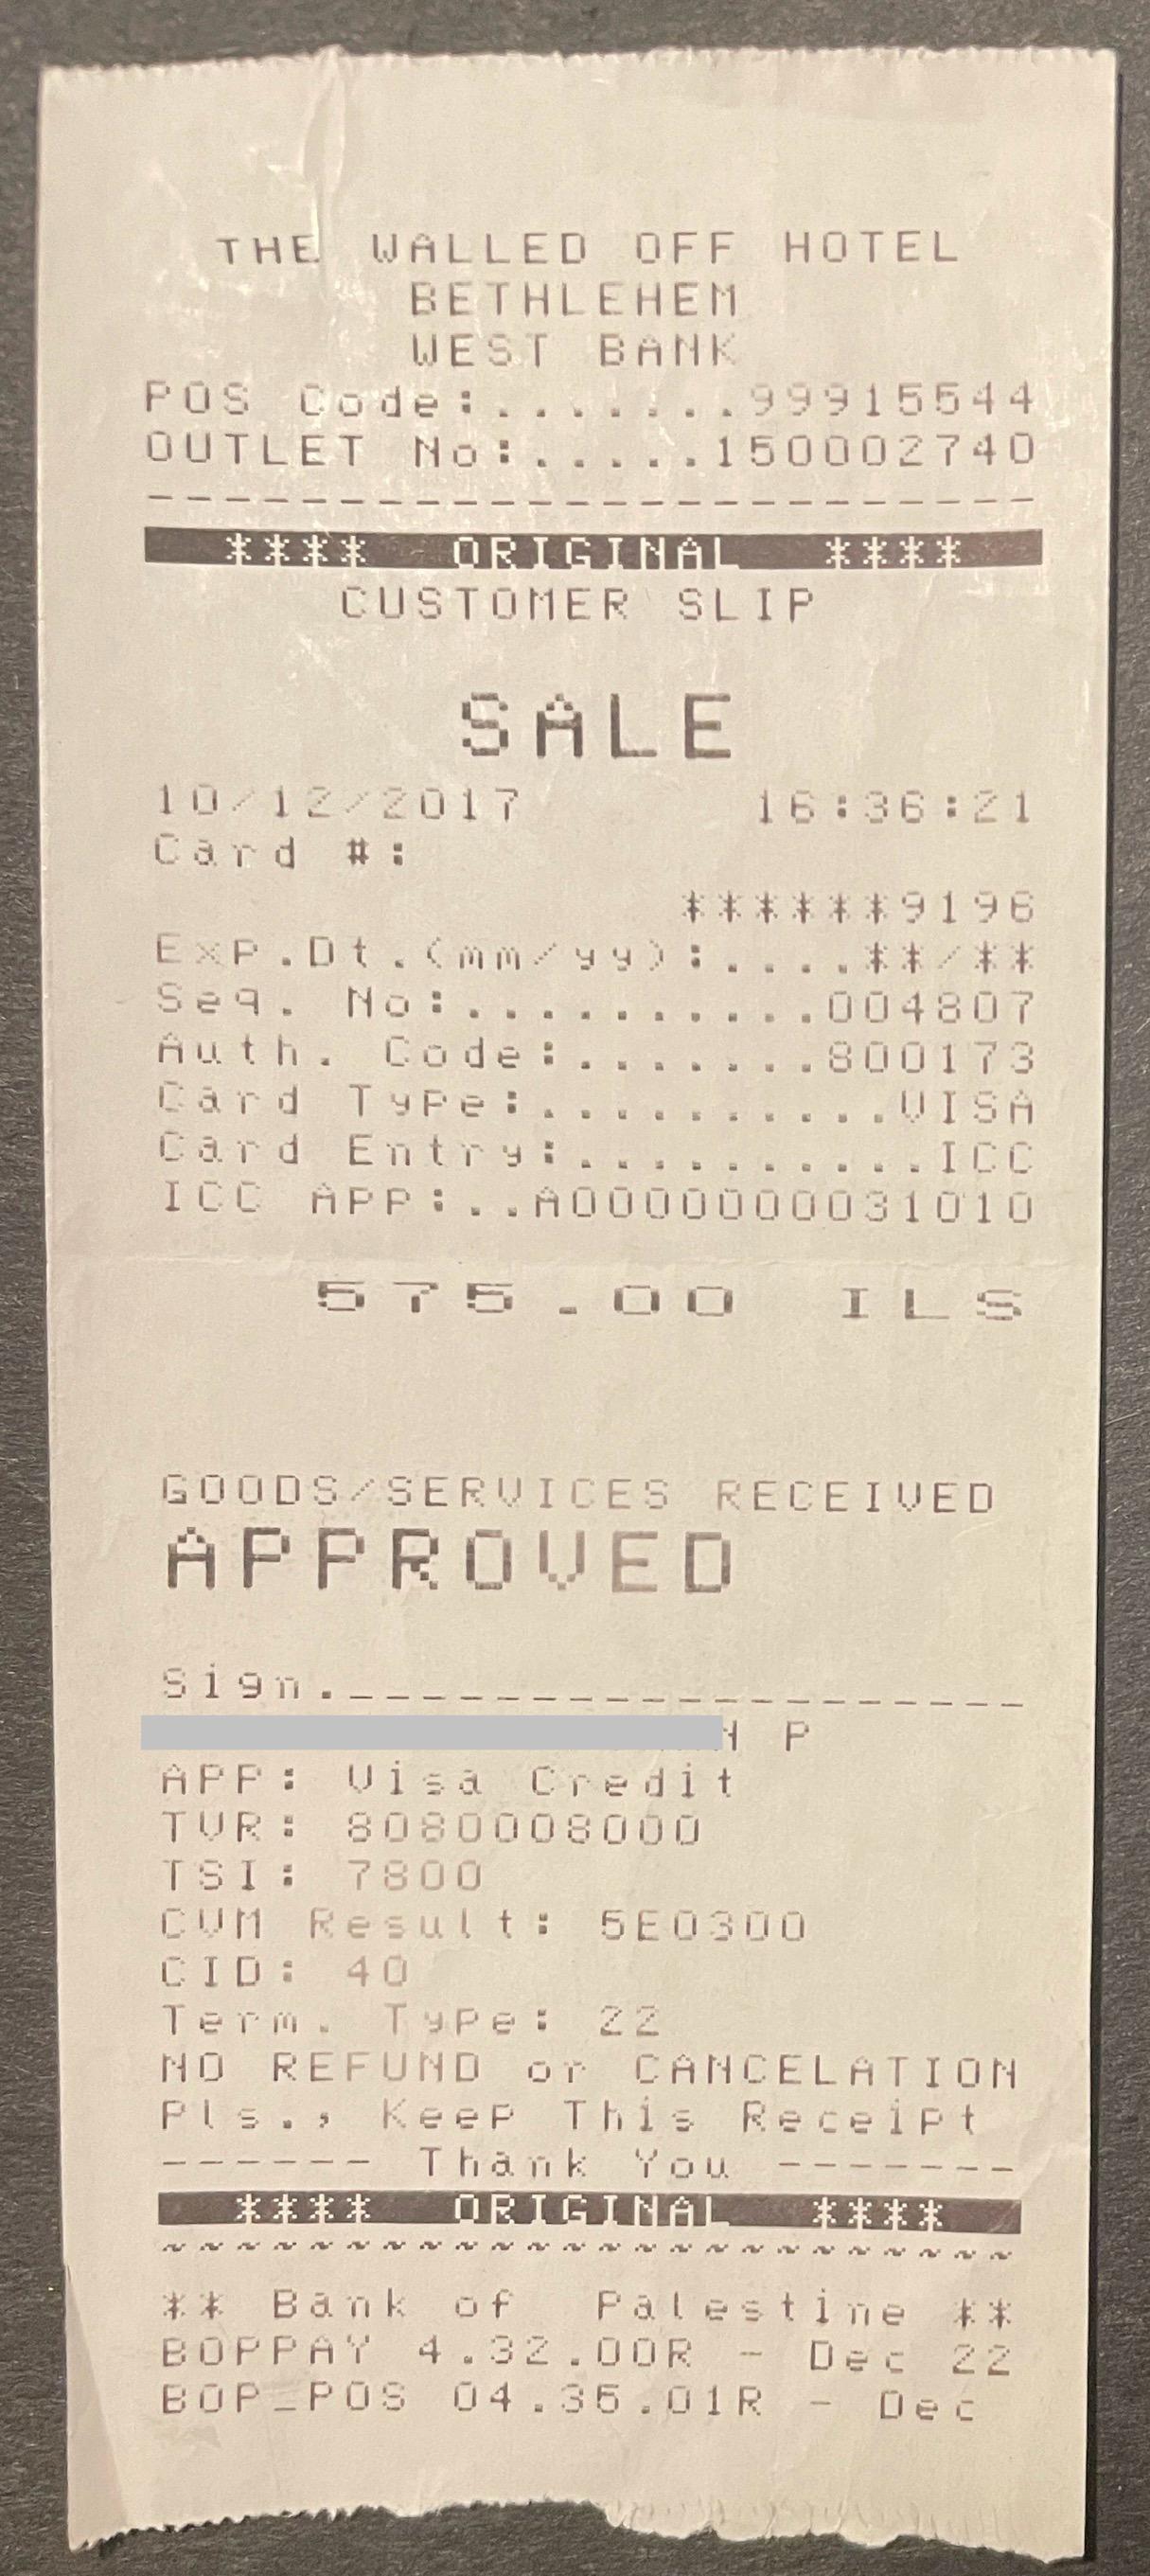 THE WALLED OFF HOTEL
BETHLEHEM
WEST BANK
POS Code:.......99915544
OUTLET No:.....150002740
------------------------
**** ORIGINAL ****
CUSTOMER SLIP
SALE
10/12/2017 16:36:21
Card #:
******9196
Exp.Dt.(mm/yy):....**/**
Seq. No:..........004807
Auth. Code:.......800173
Card Type:..........VISA
Card Entry:..........ICC
ICC APP:..A0000000031010
575.00 ILS
GOODS/SERVICES RECEIVED
APPROVED
Sign.___________________
P
APP: Visa Credit
TVR: 8080008000
TSI: 7800
CVM Result: 5E0300
CID: 40
Term. Type: 22
NO REFUND or CANCELATION
Pls., Keep This Receipt
------ Thank You -------
**** ORIGINAL ****
~~~~~~~~~~~~~~~~~~~~~~~~
** Bank of Palestine **
BOPPAY 4.32.00R - Dec 22
BOP_POS 04.35.01R - Dec